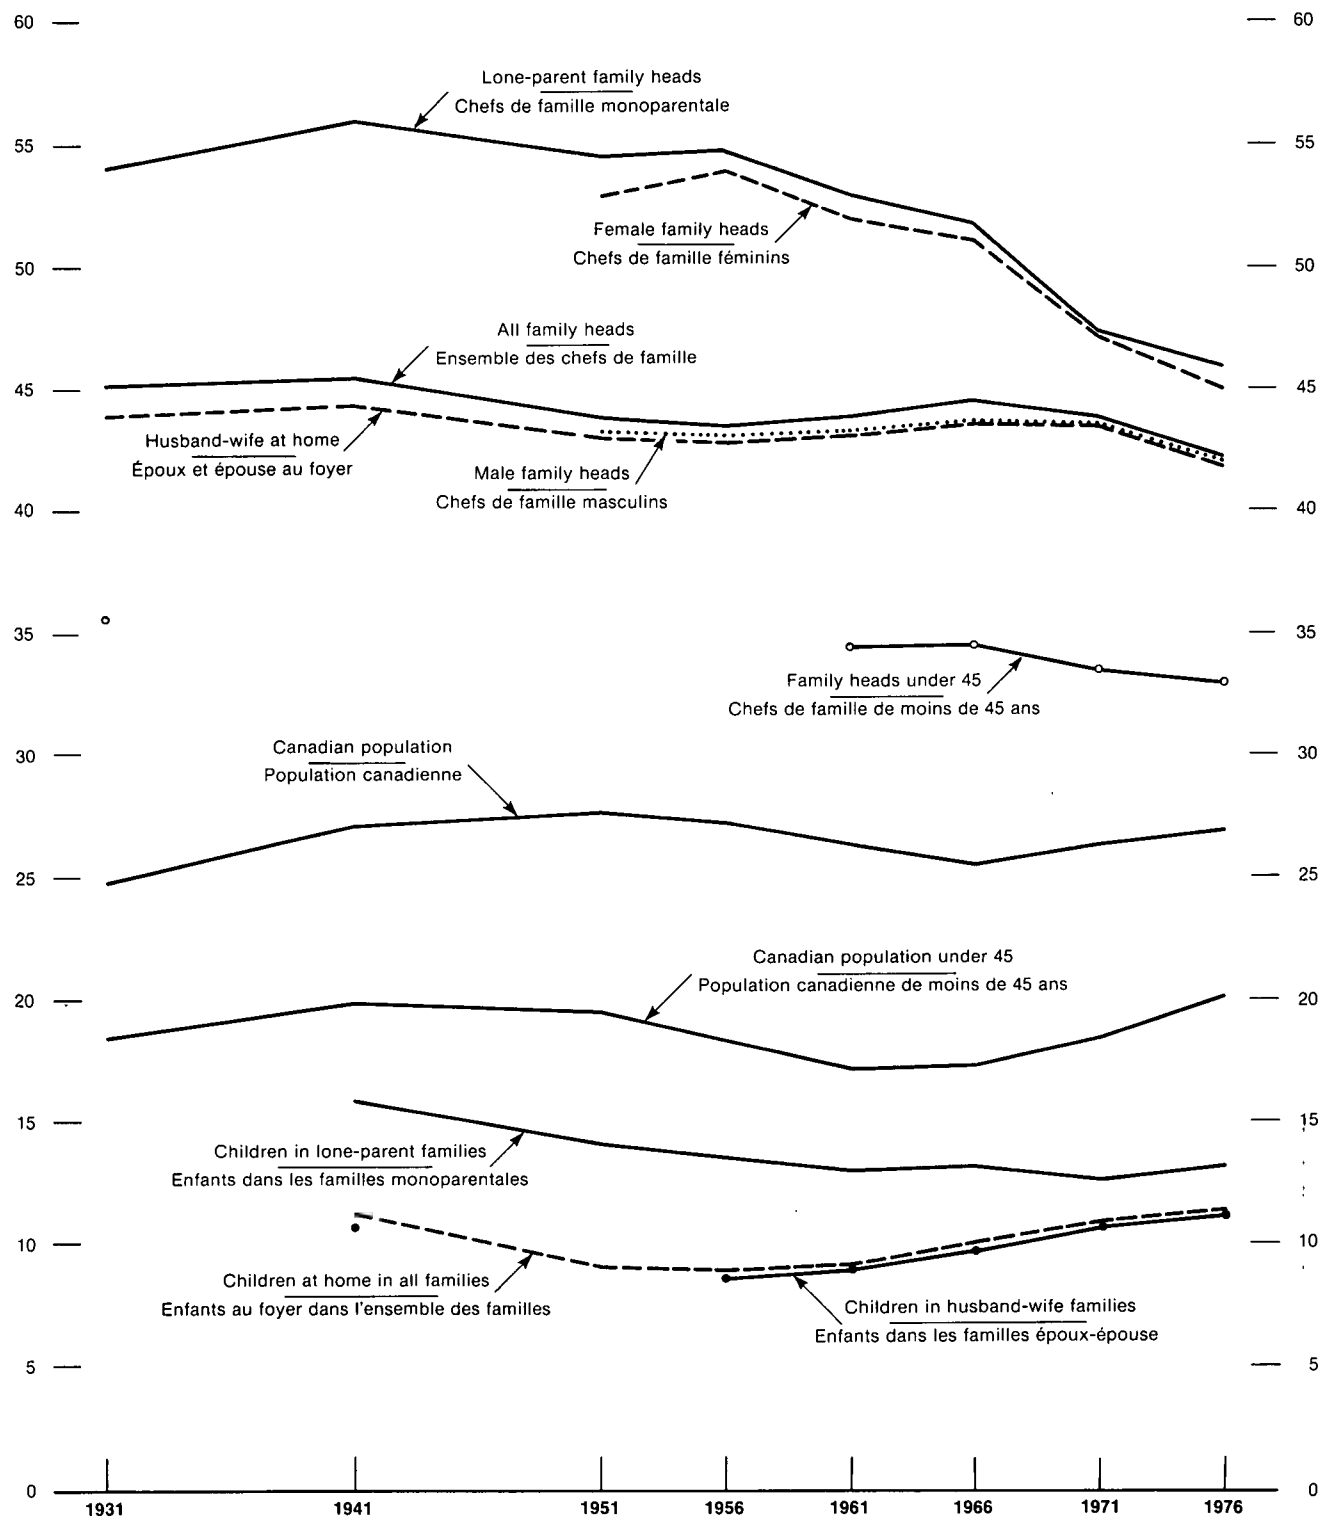 60
60
Lone-parent family heads
Chefs de famille monoparentale
55
55
Female family heads
Chefs de famille féminins
50
50
All family heads
Ensemble des chefs de famille
45
45
Husband-wife at home
Époux et épouse au foyer
Male family heads
Chefs de famille masculins
40
40
35
35
Family heads under 45
Chefs de famille de moins de 45 ans
Canadian population
Population canadienne
30
30
25
25
Canadian population under 45
Population canadienne de moins de 45 ans
20
20
15
15
Children in lone-parent families
Enfants dans les familles monoparentales
10
10
Children at home in all families
Enfants au foyer dans l'ensemble des familles
Children in husband-wife families
Enfants dans les familles époux-épouse
5
5
0
0
1931 1941 1951 1956 1961 1966 1971 1976